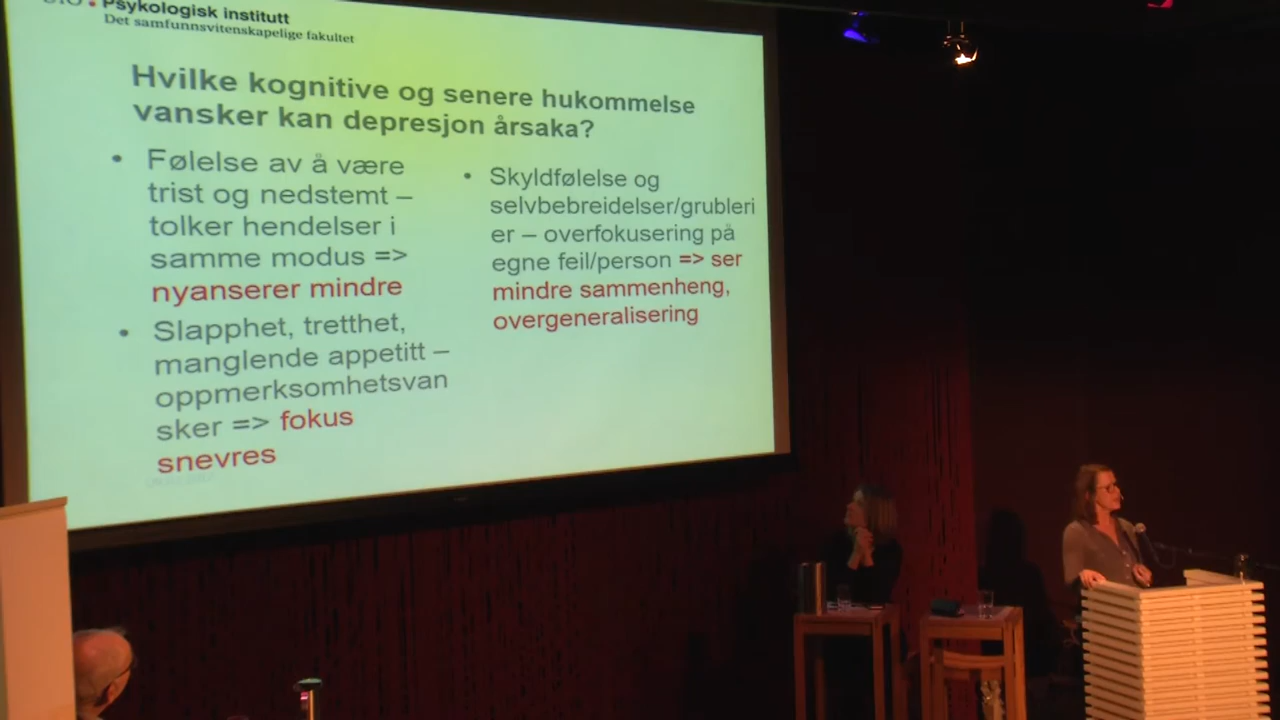 Psykologisk institutt
Det samfunnsvitenskapelige fakultet
Hvilke kognitive og senere hukommelse
vansker kan depresjon årsaka?
• Følelse av å være
trist og nedstemt –
tolker hendelser i
samme modus =>
nyanserer mindre
• Slapphet, tretthet,
manglende appetitt –
oppmerksomhetsvan
sker => fokus
snevres
• Skyldfølelse og
selvbebreidelser/grubleri
er – overfokusering på
egne feil/person => ser
mindre sammenheng,
overgeneralisering